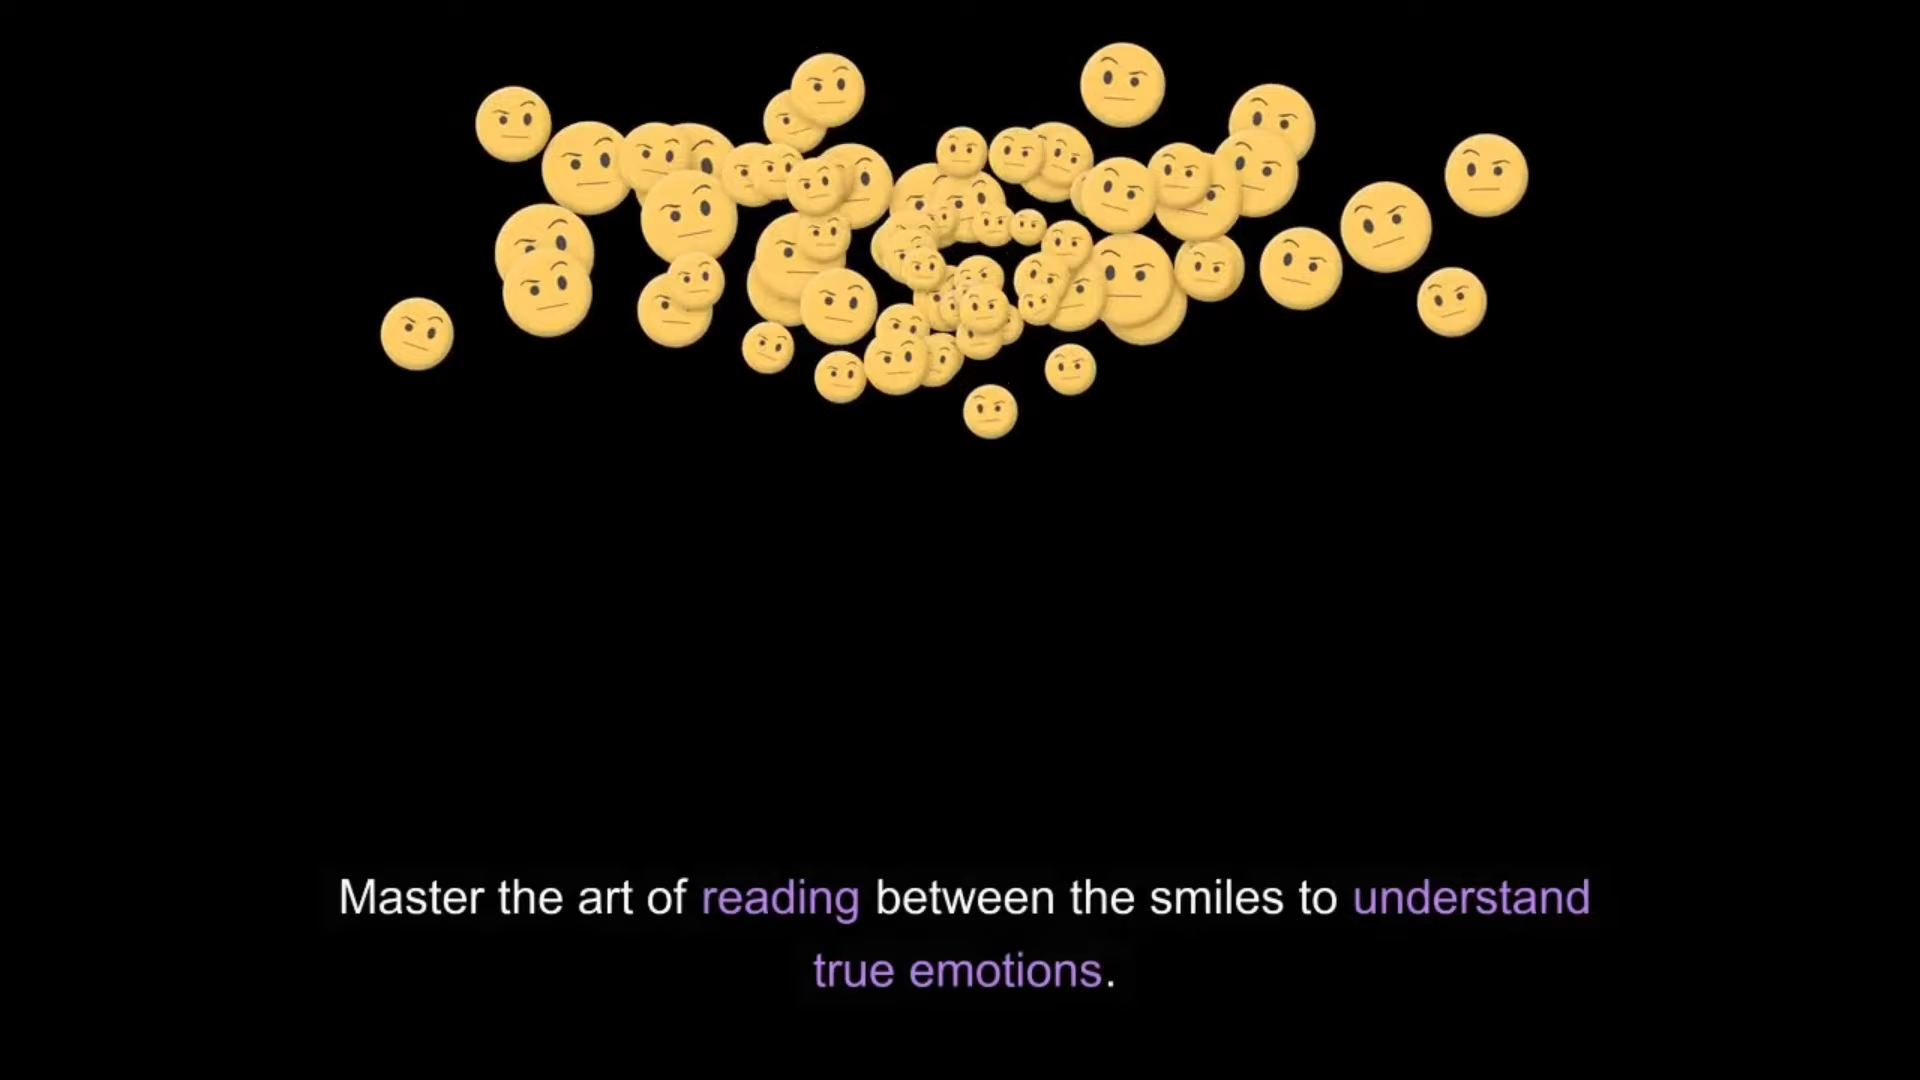 Master the art of reading between the smiles to understand
true emotions.